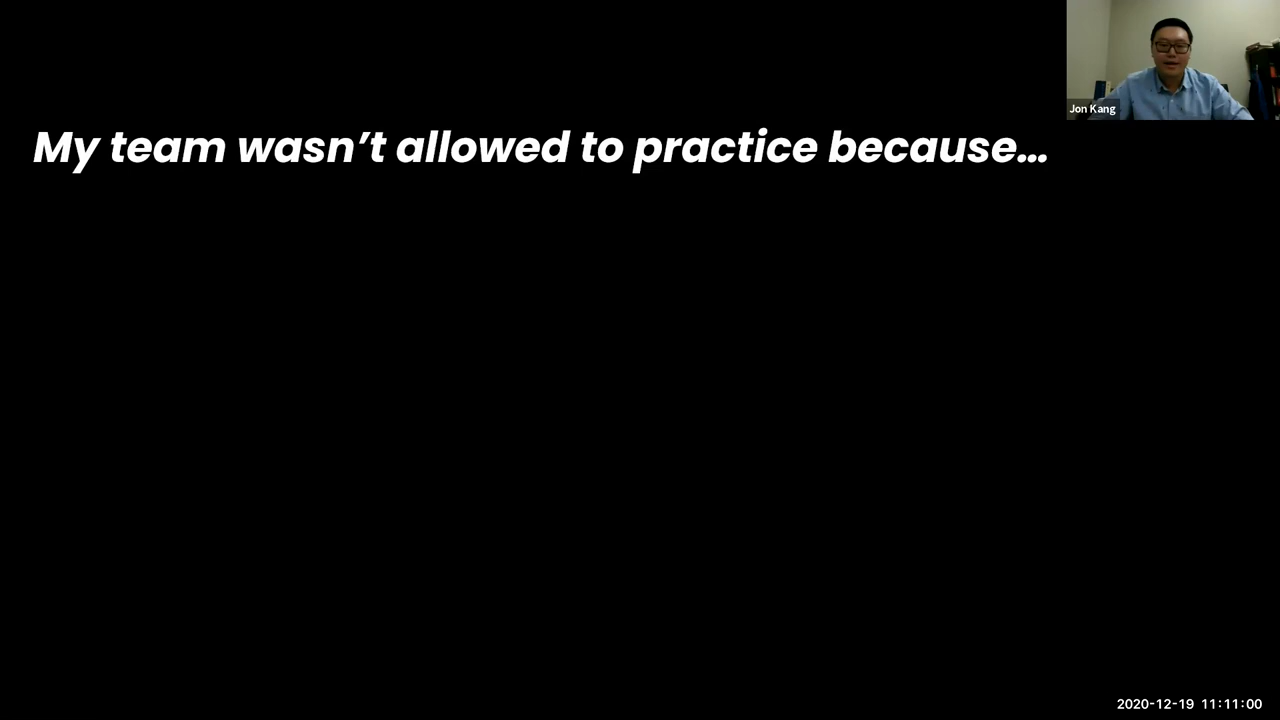 Jon Kang
My team wasn’t allowed to practice because…
2020-12-19 11:11:00